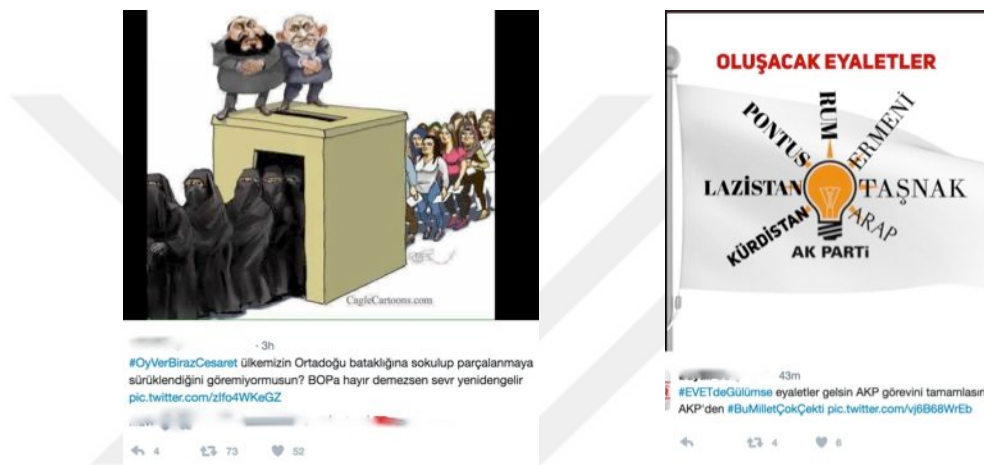 CagleCartoons.com
· 3h
#OyVerBirazCesaret ülkemizin Ortadoğu bataklığına sokulup parçalanmaya
sürüklendiğini göremiyormusun? BOPa hayır demezsen sevr yenidengelir
pic.twitter.com/zlfo4WKeGZ
4 73 52
OLUŞACAK EYALETLER
PONTUS
RUM
ERMENİ
LAZİSTAN
TAŞNAK
KÜRDİSTAN
ARAP
AK PARTİ
43m
#EVETdeGülümse eyaletler gelsin AKP görevini tamamlasın
AKP'den #BuMilletÇokÇekti pic.twitter.com/vj6B68WrEb
4 6